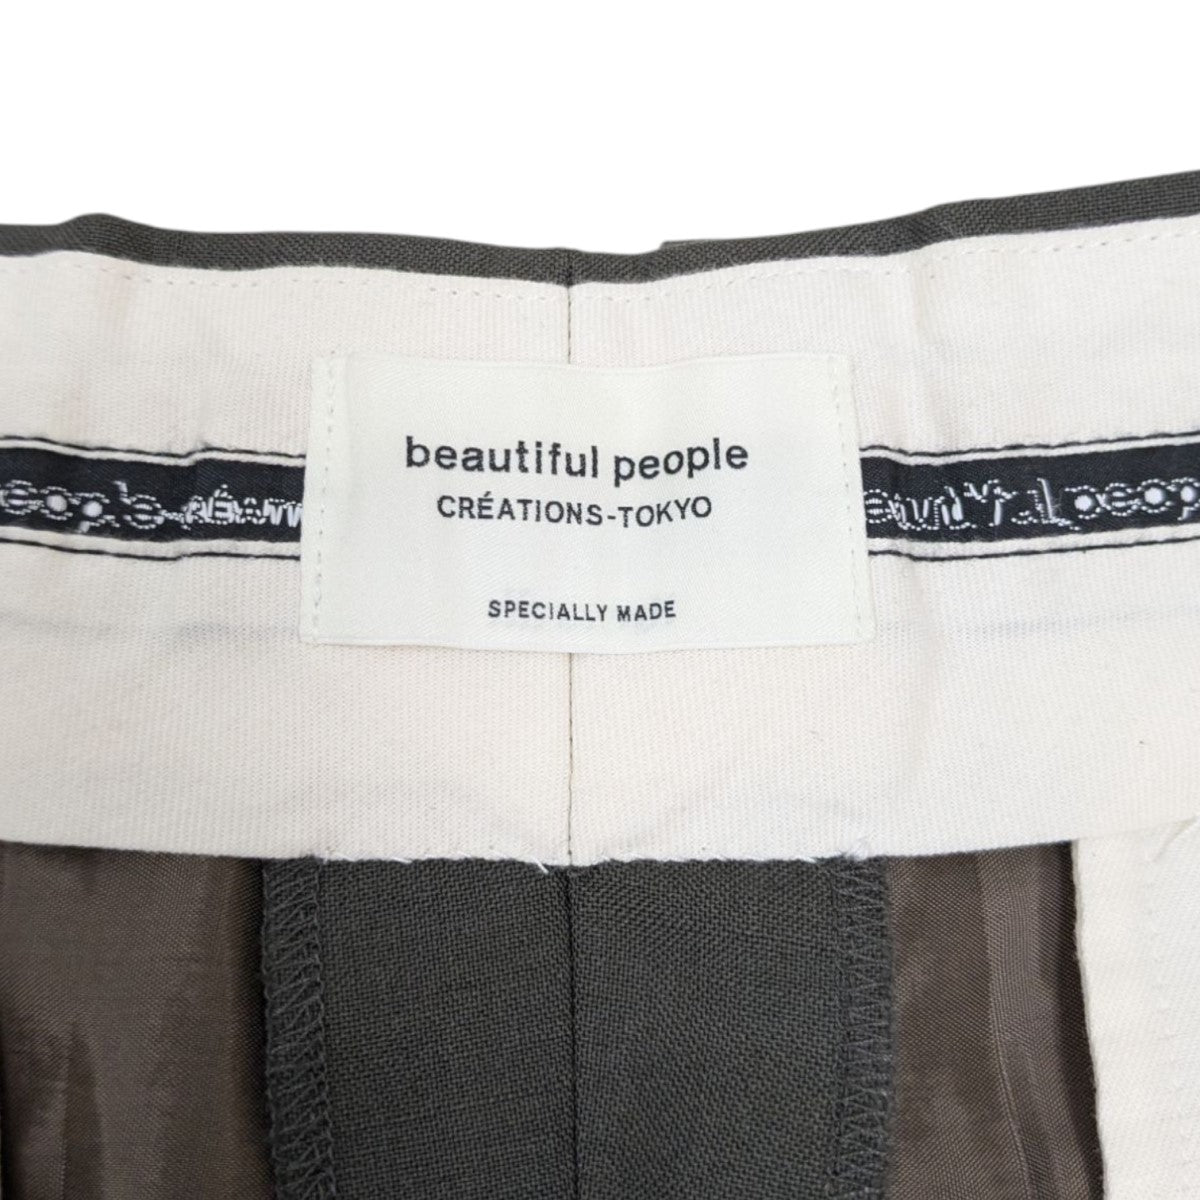 beautiful people
CRÉATIONS-TOKYO
SPECIALLY MADE